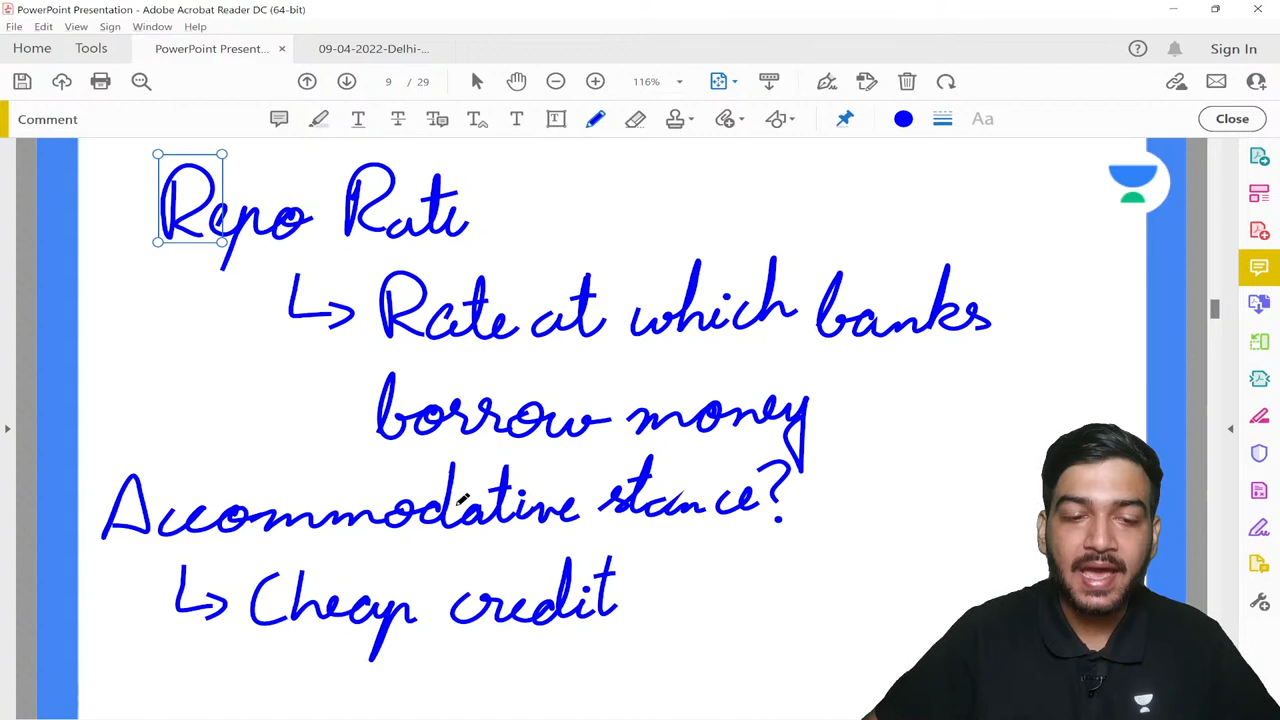 PowerPoint Presentation - Adobe Acrobat Reader DC (64-bit)
File Edit View Sign Window Help
Home Tools PowerPoint Present... × 09-04-2022-Delhi-... Sign In
9 / 29 116%
Comment Aa Close
Repo Rate
↳ Rate at which banks
borrow money
Accommodative stance?
↳ Cheap credit